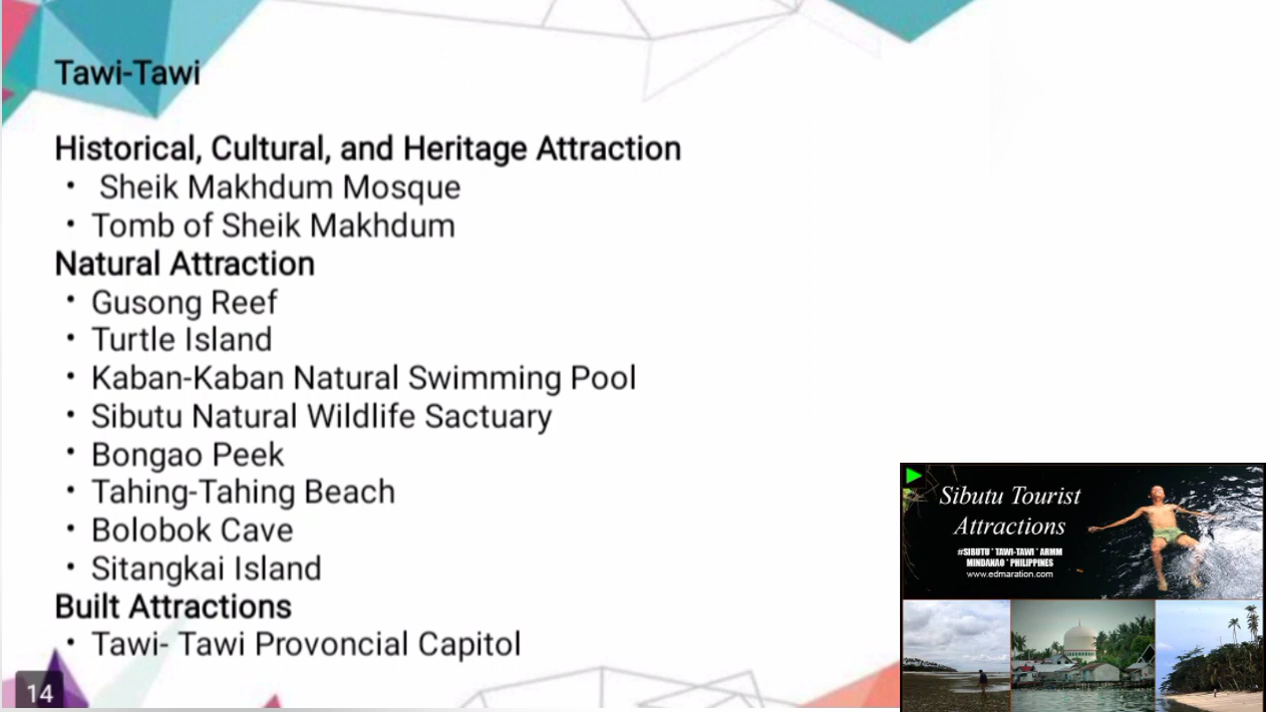 Tawi-Tawi
Historical, Cultural, and Heritage Attraction
• Sheik Makhdum Mosque
• Tomb of Sheik Makhdum
Natural Attraction
• Gusong Reef
• Turtle Island
• Kaban-Kaban Natural Swimming Pool
• Sibutu Natural Wildlife Sactuary
• Bongao Peek
• Tahing-Tahing Beach
• Bolobok Cave
• Sitangkai Island
Built Attractions
• Tawi- Tawi Provoncial Capitol
14
Sibutu Tourist
Attractions
#SIBUTU * TAWI-TAWI * ARMM
MINDANAO * PHILIPPINES
www.edmaration.com